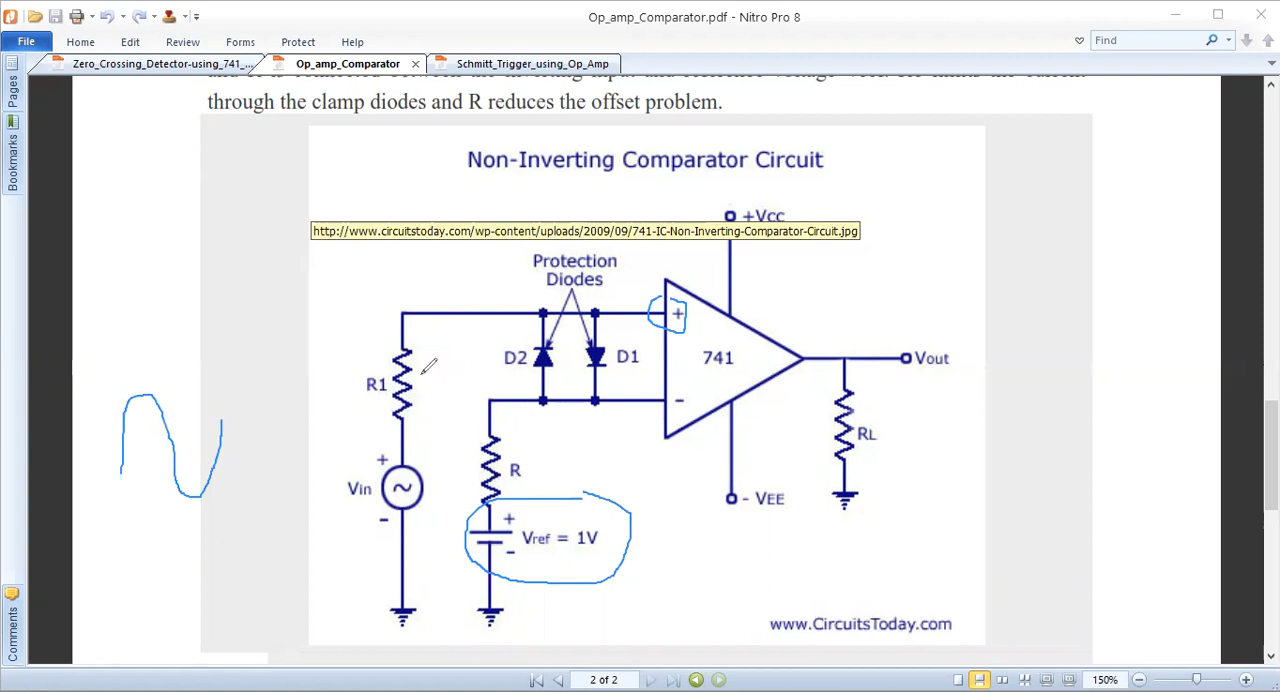 Op_amp_Comparator.pdf - Nitro Pro 8
File Home Edit Review Forms Protect Help Find
Zero_Crossing_Detector-using_741_... Op_amp_Comparator Schmitt_Trigger_using_Op_Amp
Pages
Bookmarks
Comments
through the clamp diodes and R reduces the offset problem.
Non-Inverting Comparator Circuit
+Vcc
http://www.circuitstoday.com/wp-content/uploads/2009/09/741-IC-Non-Inverting-Comparator-Circuit.jpg
Protection
Diodes
+
D2 D1 741 Vout
R1
-
RL
+ R
Vin
- VEE
-
+
Vref = 1V
-
www.CircuitsToday.com
2 of 2 150%